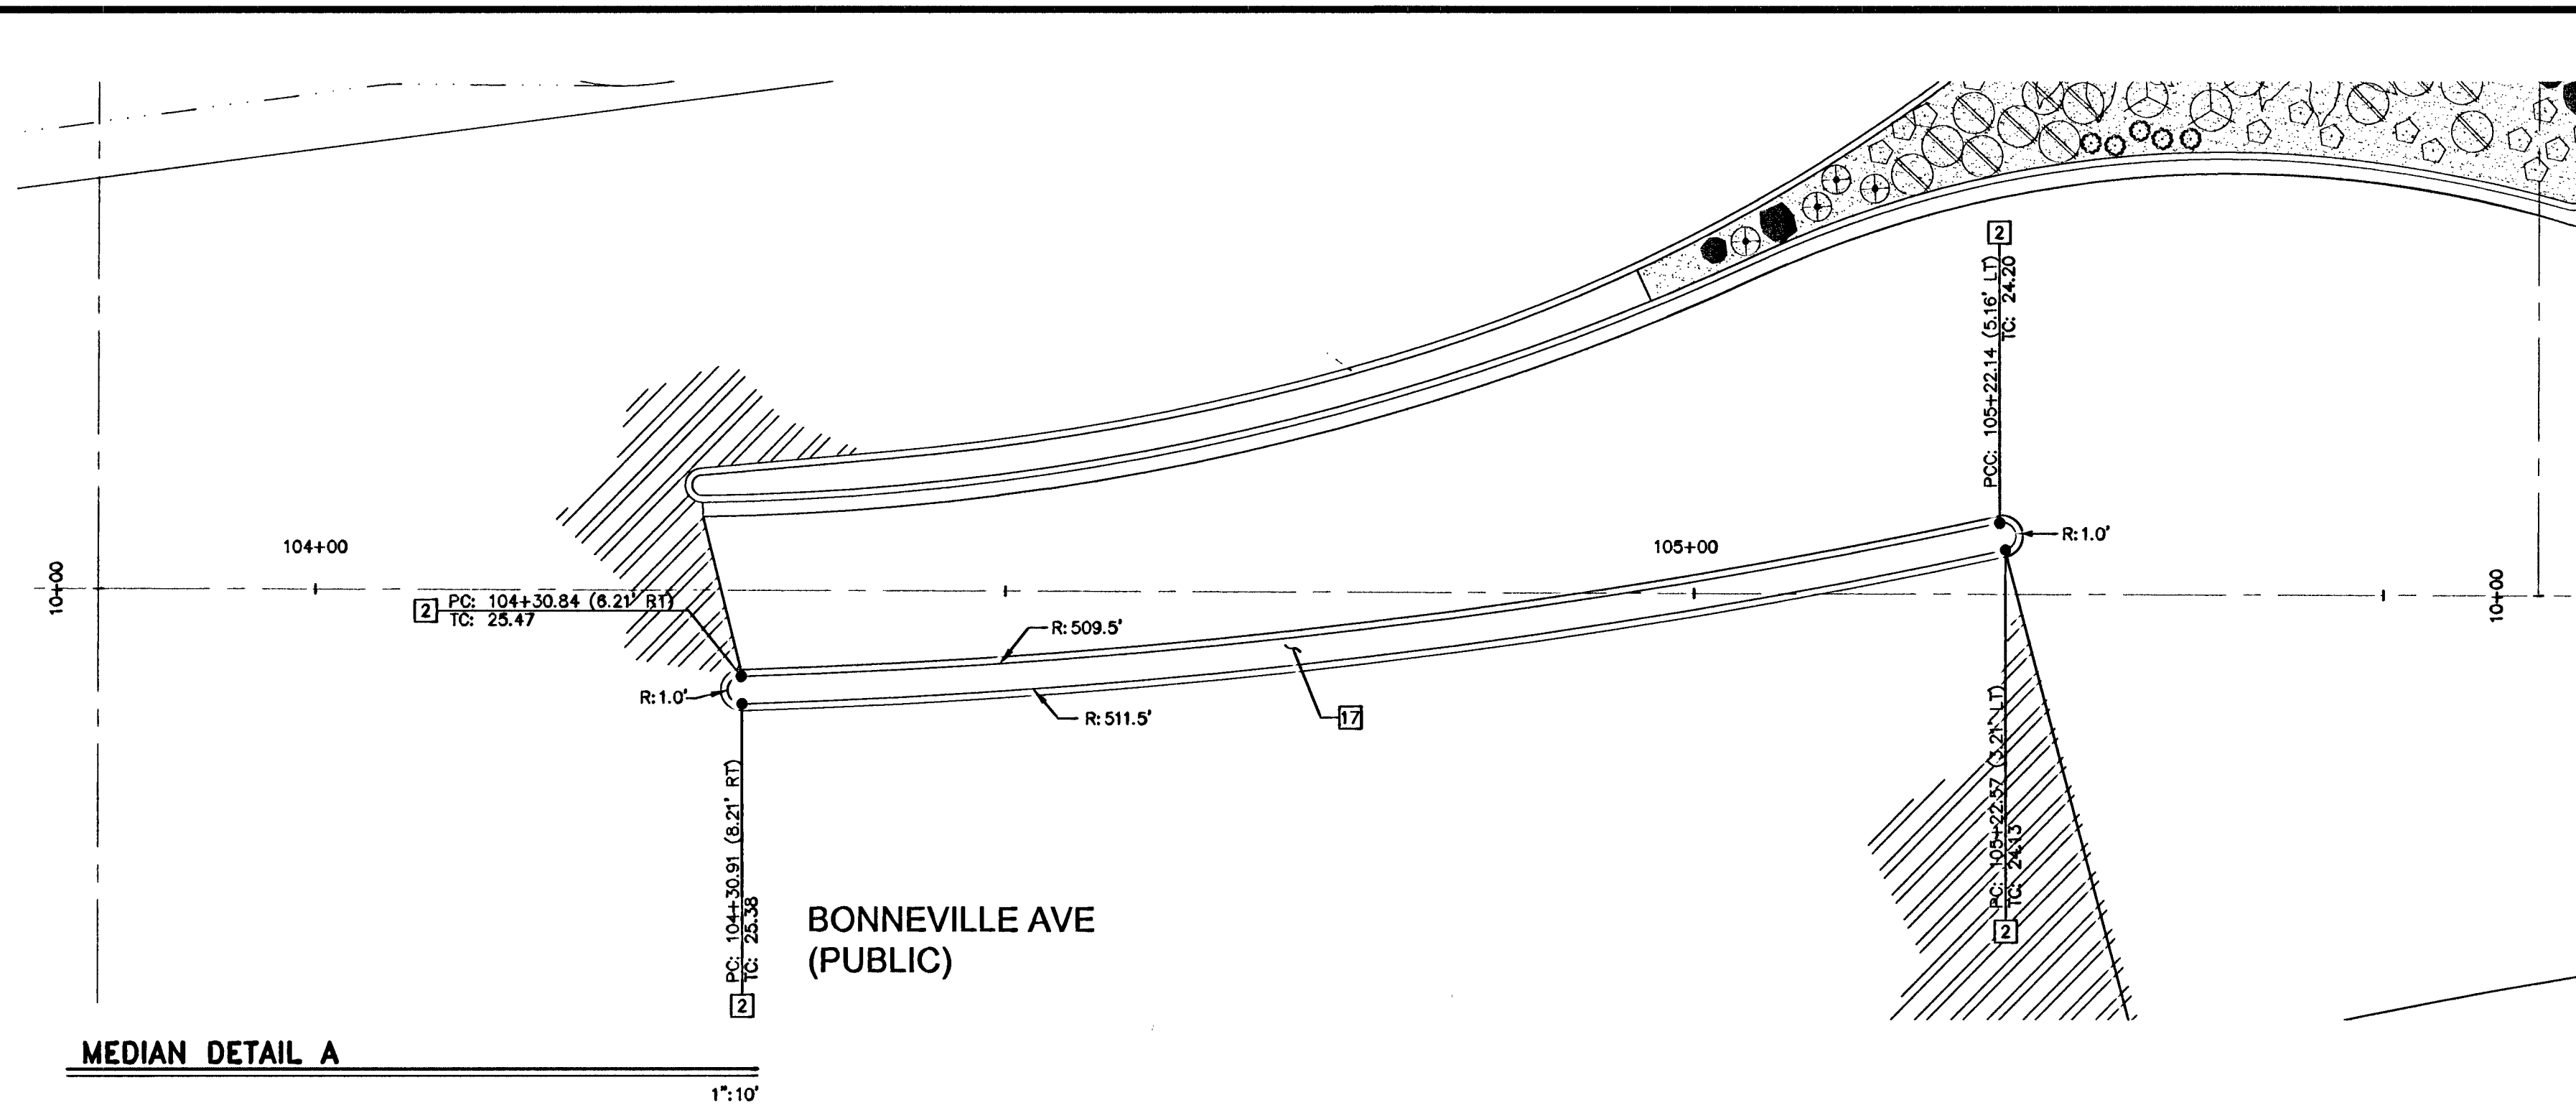 2
PCC: 105+22.14 (5.16' LT)
TC: 24.20
104+00
105+00
R:1.0'
10+00
10+00
2
PC: 104+30.84 (6.21' RT)
TC: 25.47
R:509.5'
R:1.0'
R:511.5'
17
PC: 104+30.91 (8.21' RT)
TC: 25.38
2
PC: 105+22.57 (3.21' LT)
TC: 24.13
2
BONNEVILLE AVE
(PUBLIC)
MEDIAN DETAIL A
1":10'